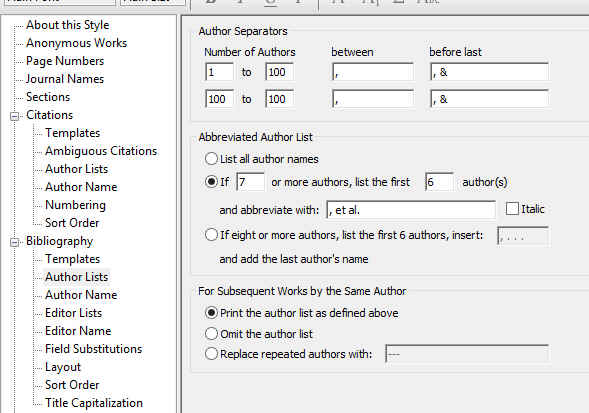 About this Style
Anonymous Works
Page Numbers
Journal Names
Sections
Citations
Templates
Ambiguous Citations
Author Lists
Author Name
Numbering
Sort Order
Bibliography
Templates
Author Lists
Author Name
Editor Lists
Editor Name
Field Substitutions
Layout
Sort Order
Title Capitalization
Author Separators
Number of Authors between before last
1 to 100 , , &
100 to 100 , , &
Abbreviated Author List
List all author names
If 7 or more authors, list the first 6 author(s)
and abbreviate with: , et al. Italic
If eight or more authors, list the first 6 authors, insert: , . . .
and add the last author's name
For Subsequent Works by the Same Author
Print the author list as defined above
Omit the author list
Replace repeated authors with: ---